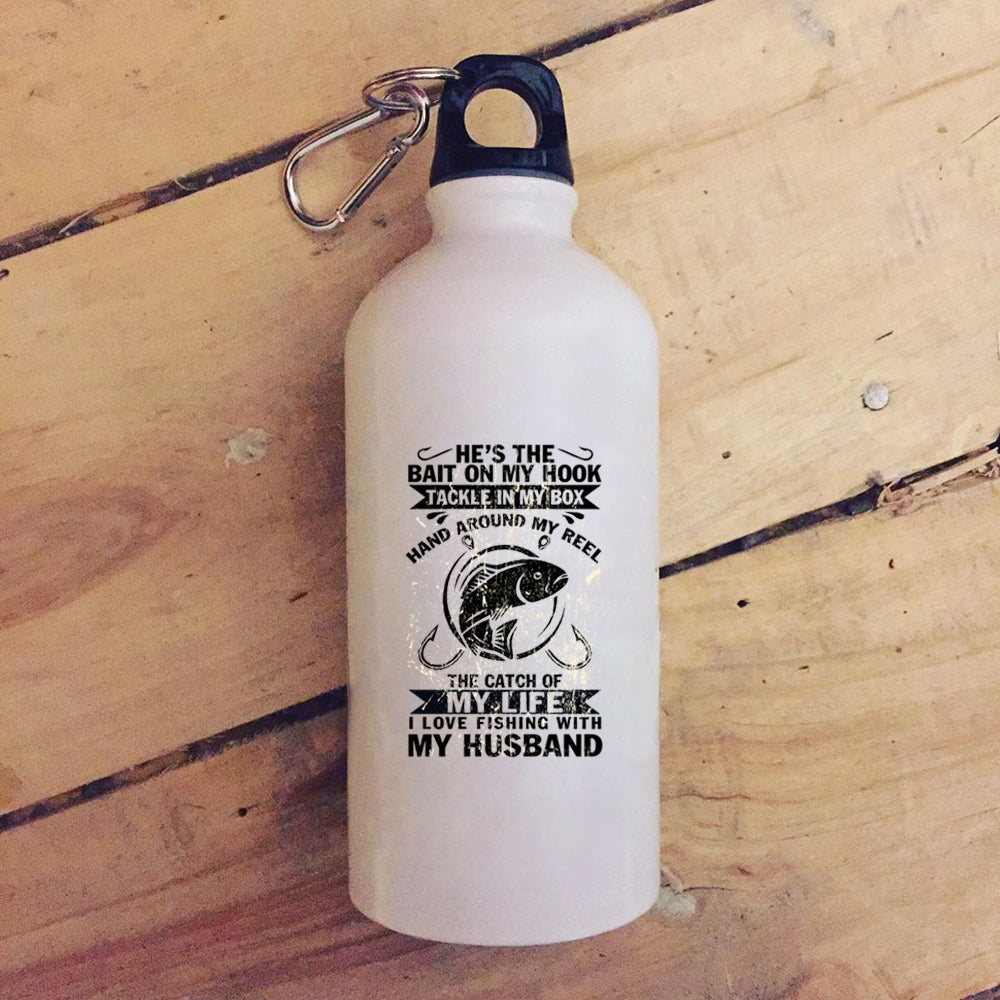 HE'S THE
BAIT ON MY HOOK
TACKLE IN MY BOX
HAND AROUND MY REEL
THE CATCH OF
MY LIFE
I LOVE FISHING WITH
MY HUSBAND